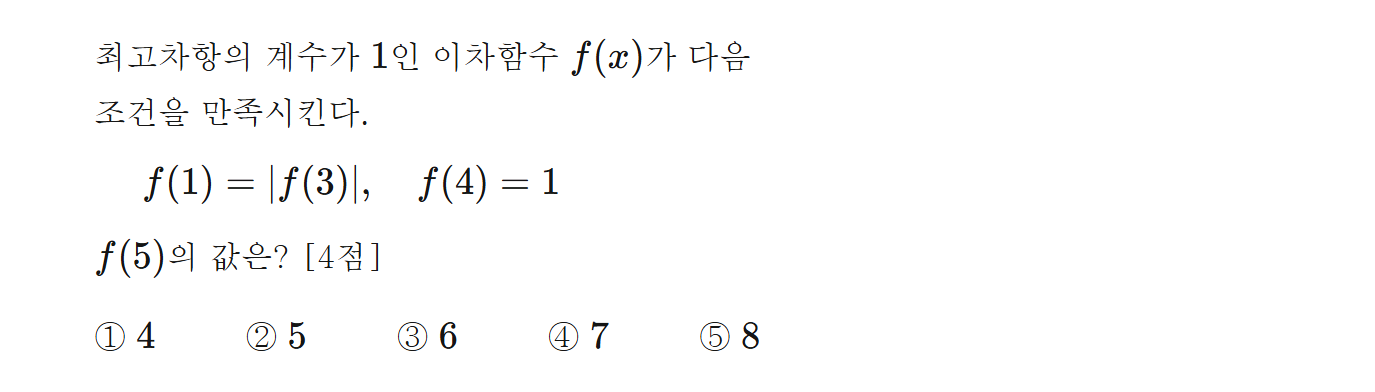 최고차항의 계수가 1인 이차함수 f(x)가 다음
조건을 만족시킨다.
f(1) = |f(3)|, f(4) = 1
f(5)의 값은? [4점]
① 4 ② 5 ③ 6 ④ 7 ⑤ 8